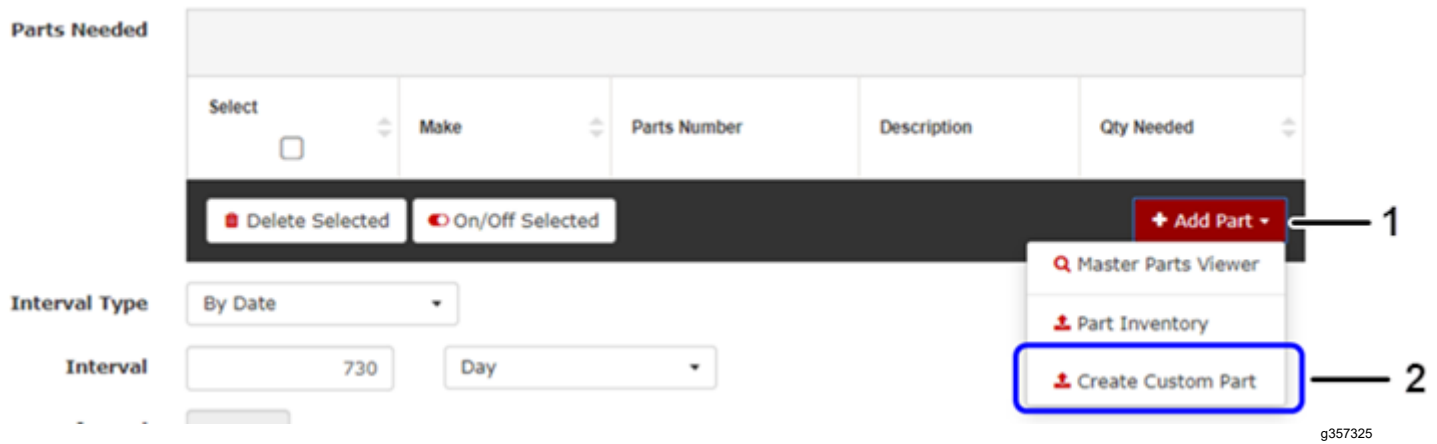 Parts Needed
Select
Make
Parts Number
Description
Qty Needed
Delete Selected
On/Off Selected
Add Part
1
Master Parts Viewer
Interval Type
By Date
Part Inventory
Interval
730
Day
Create Custom Part
2
g357325